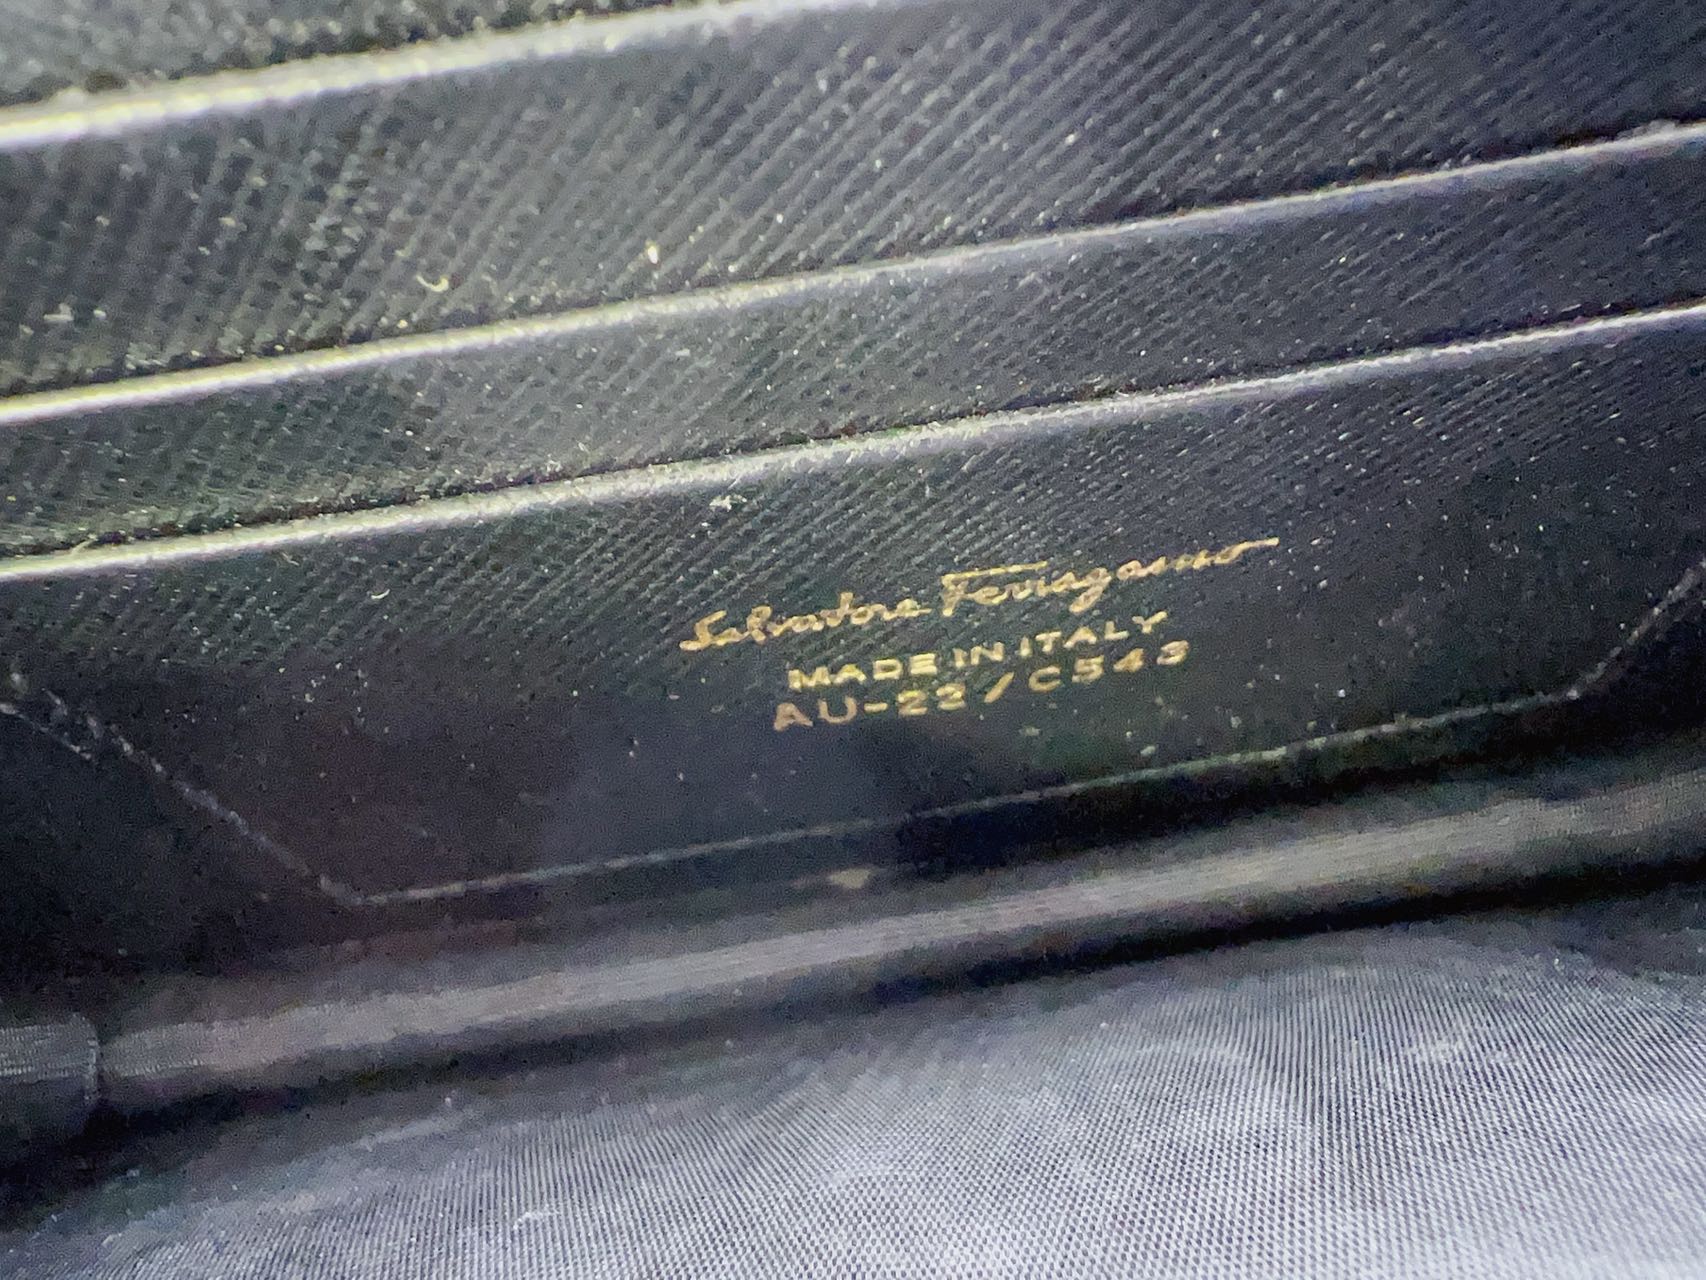 Salvatore Ferragamo
MADE IN ITALY
AU-22/C543